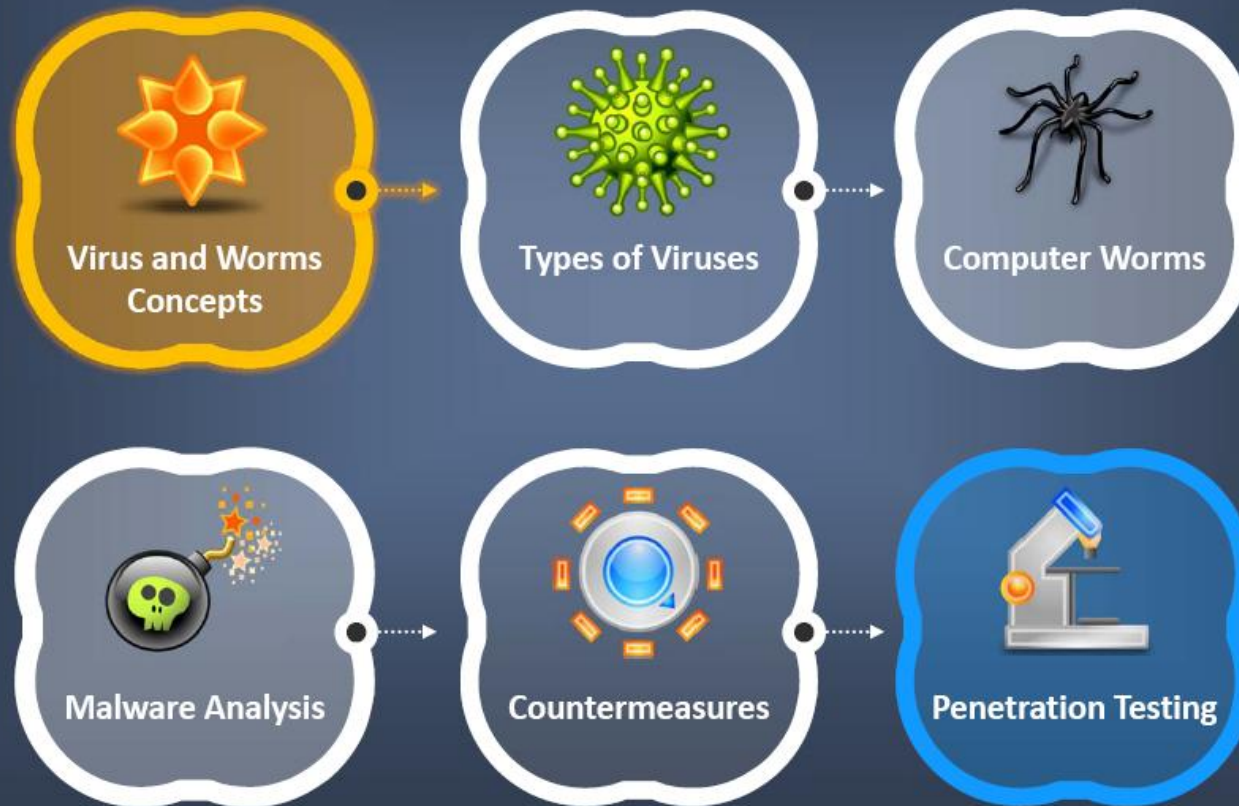 Virus and Worms
Concepts
Types of Viruses
Computer Worms
Malware Analysis
Countermeasures
Penetration Testing